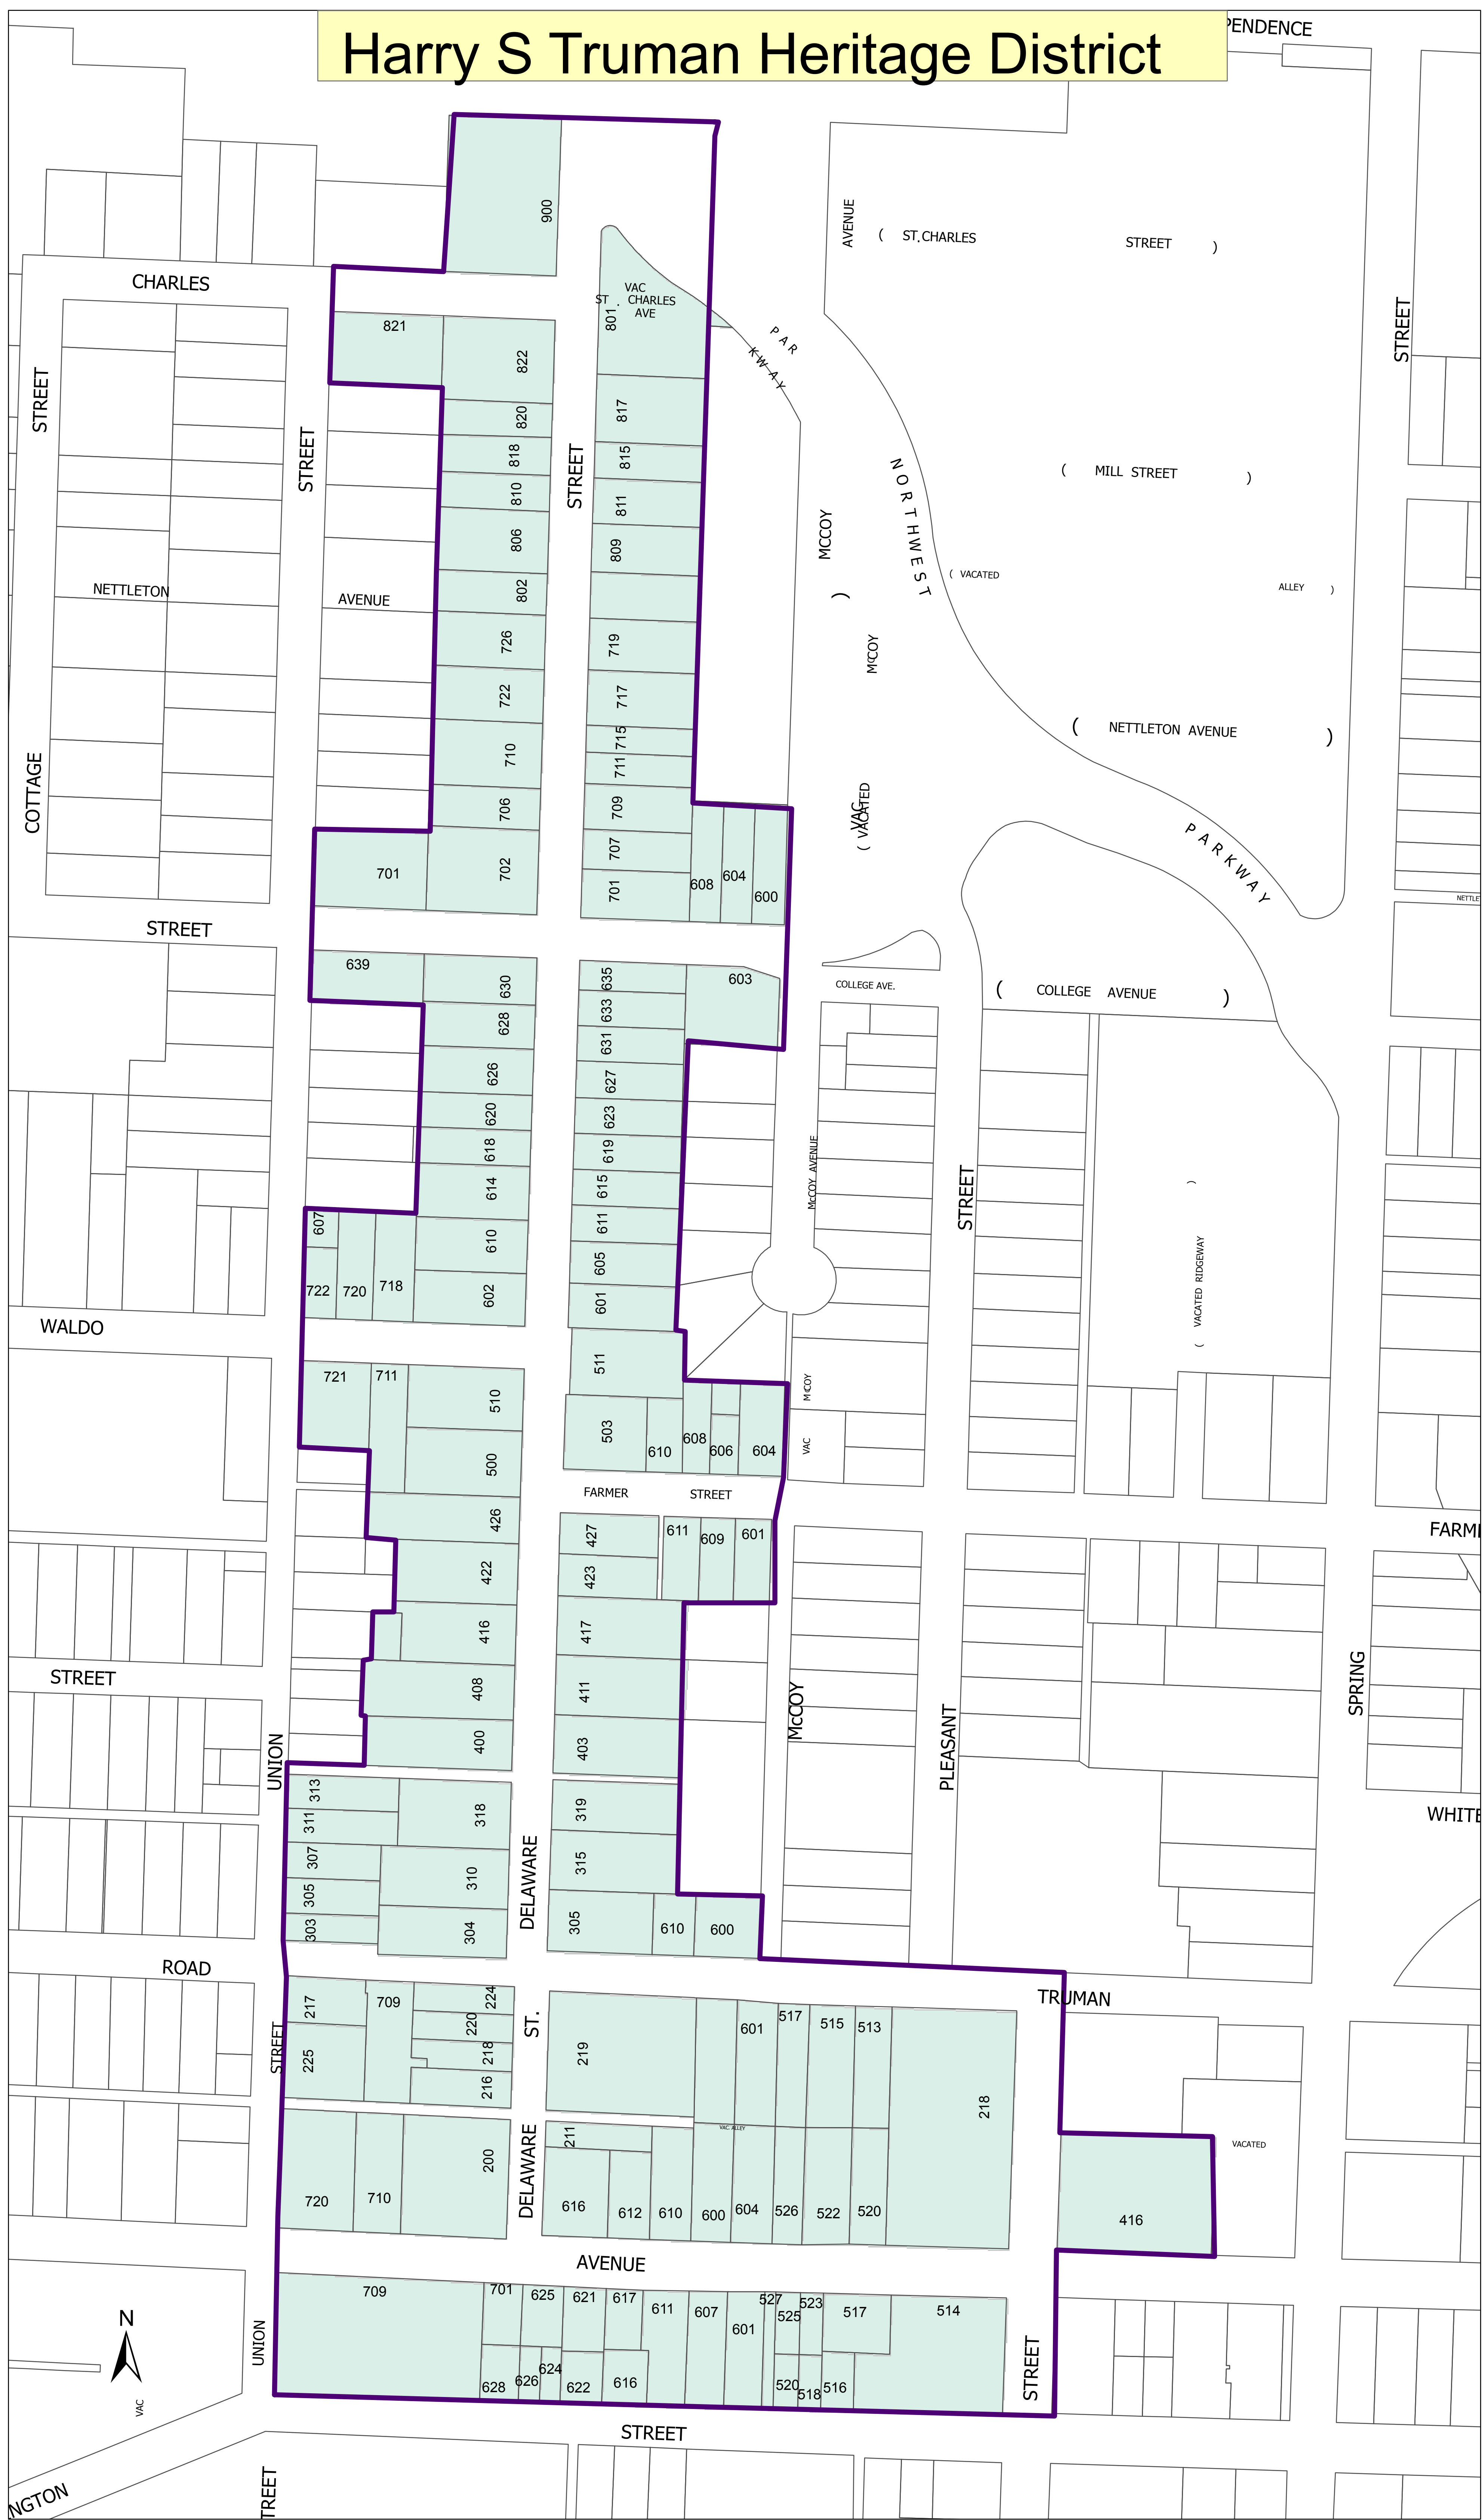 Harry S Truman Heritage District
PENDENCE
900
AVENUE
( ST. CHARLES STREET )
CHARLES
VAC
ST . CHARLES
AVE
801
821
822
PAR
KWAY
STREET
STREET
820
817
818
815
STREET
STREET
( MILL STREET )
810
811
NORTHWEST
806
809
MCCOY
)
( VACATED ALLEY )
NETTLETON
AVENUE
802
726
719
McCOY
722
717
( NETTLETON AVENUE )
710
715
711
COTTAGE
706
709
VAC
( VACATED
PARKWAY
707
701
702
701
608
604
600
NETTLE
STREET
639
630
635
603
COLLEGE AVE.
( COLLEGE AVENUE )
628
633
631
626
627
620
623
618
619
McCOY AVENUE
614
615
STREET
)
607
610
611
605
722
720
718
602
601
( VACATED RIDGEWAY
WALDO
721
711
511
510
McCOY
503
500
610
608
606
604
VAC
FARMER STREET
426
427
611
609
601
FARM
422
423
416
417
STREET
408
411
McCOY
SPRING
400
403
UNION
PLEASANT
313
311
318
319
WHITE
307
310
315
305
303
304
DELAWARE
305
610
600
ROAD
TRUMAN
217
709
224
220
ST.
601
517
515
513
STREET
225
218
216
219
218
VAC. ALLEY
211
VACATED
200
DELAWARE
720
710
616
612
610
600
604
526
522
520
416
AVENUE
709
701
625
621
617
611
607
601
527
525
523
517
514
N
UNION
STREET
628
626
624
622
616
520
518
516
VAC
STREET
NGTON
TREET